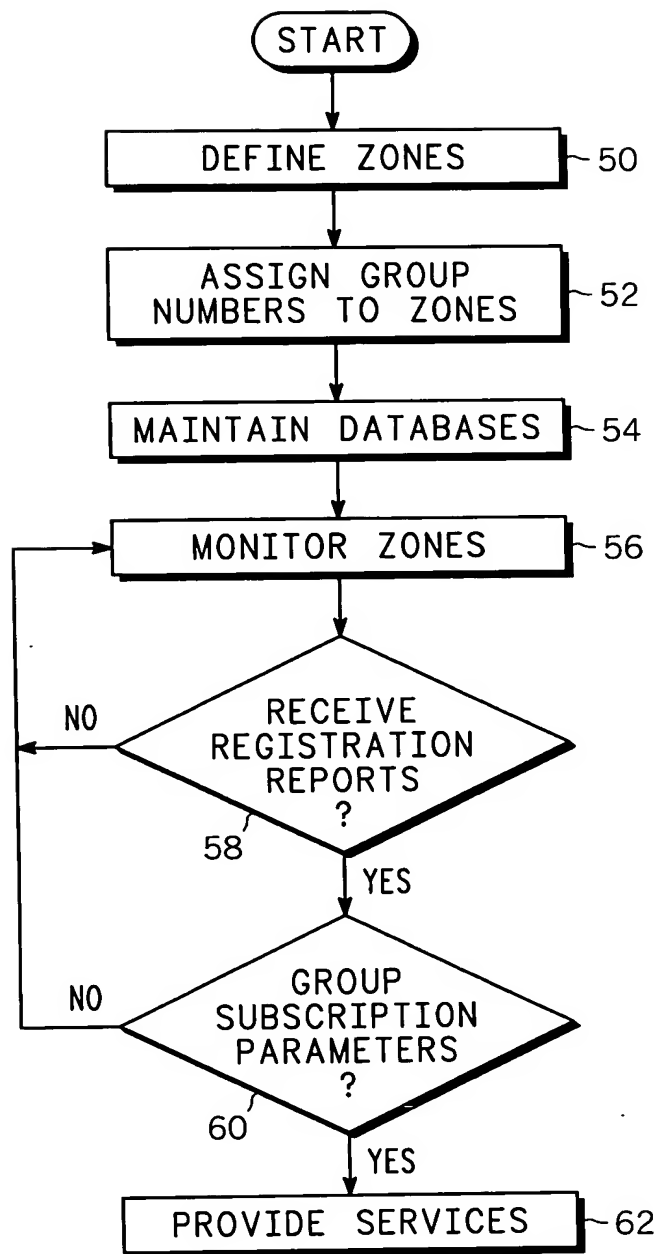 START
DEFINE ZONES
50
ASSIGN GROUP
NUMBERS TO ZONES
52
MAINTAIN DATABASES
54
MONITOR ZONES
56
NO
RECEIVE
REGISTRATION
REPORTS
?
58
YES
NO
GROUP
SUBSCRIPTION
PARAMETERS
?
60
YES
PROVIDE SERVICES
62